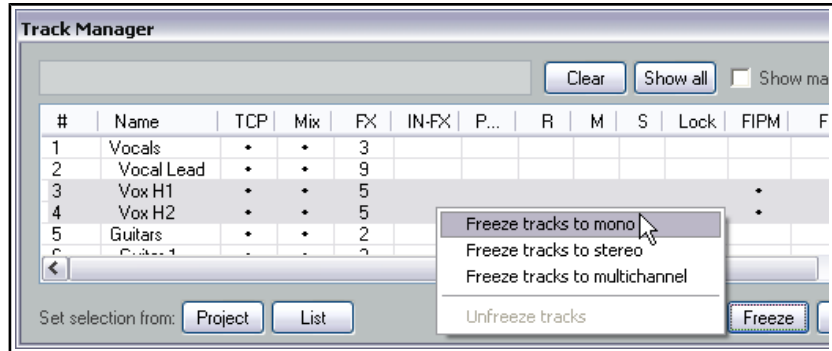 Track Manager
Clear Show all Show ma
# Name TCP Mix FX IN-FX P... R M S Lock FIPM F
1 Vocals • • 3
2 Vocal Lead • • 9
3 Vox H1 • • 5 •
4 Vox H2 • • 5 •
5 Guitars • • 2
Freeze tracks to mono
Freeze tracks to stereo
Freeze tracks to multichannel
Unfreeze tracks
Set selection from: Project List Freeze